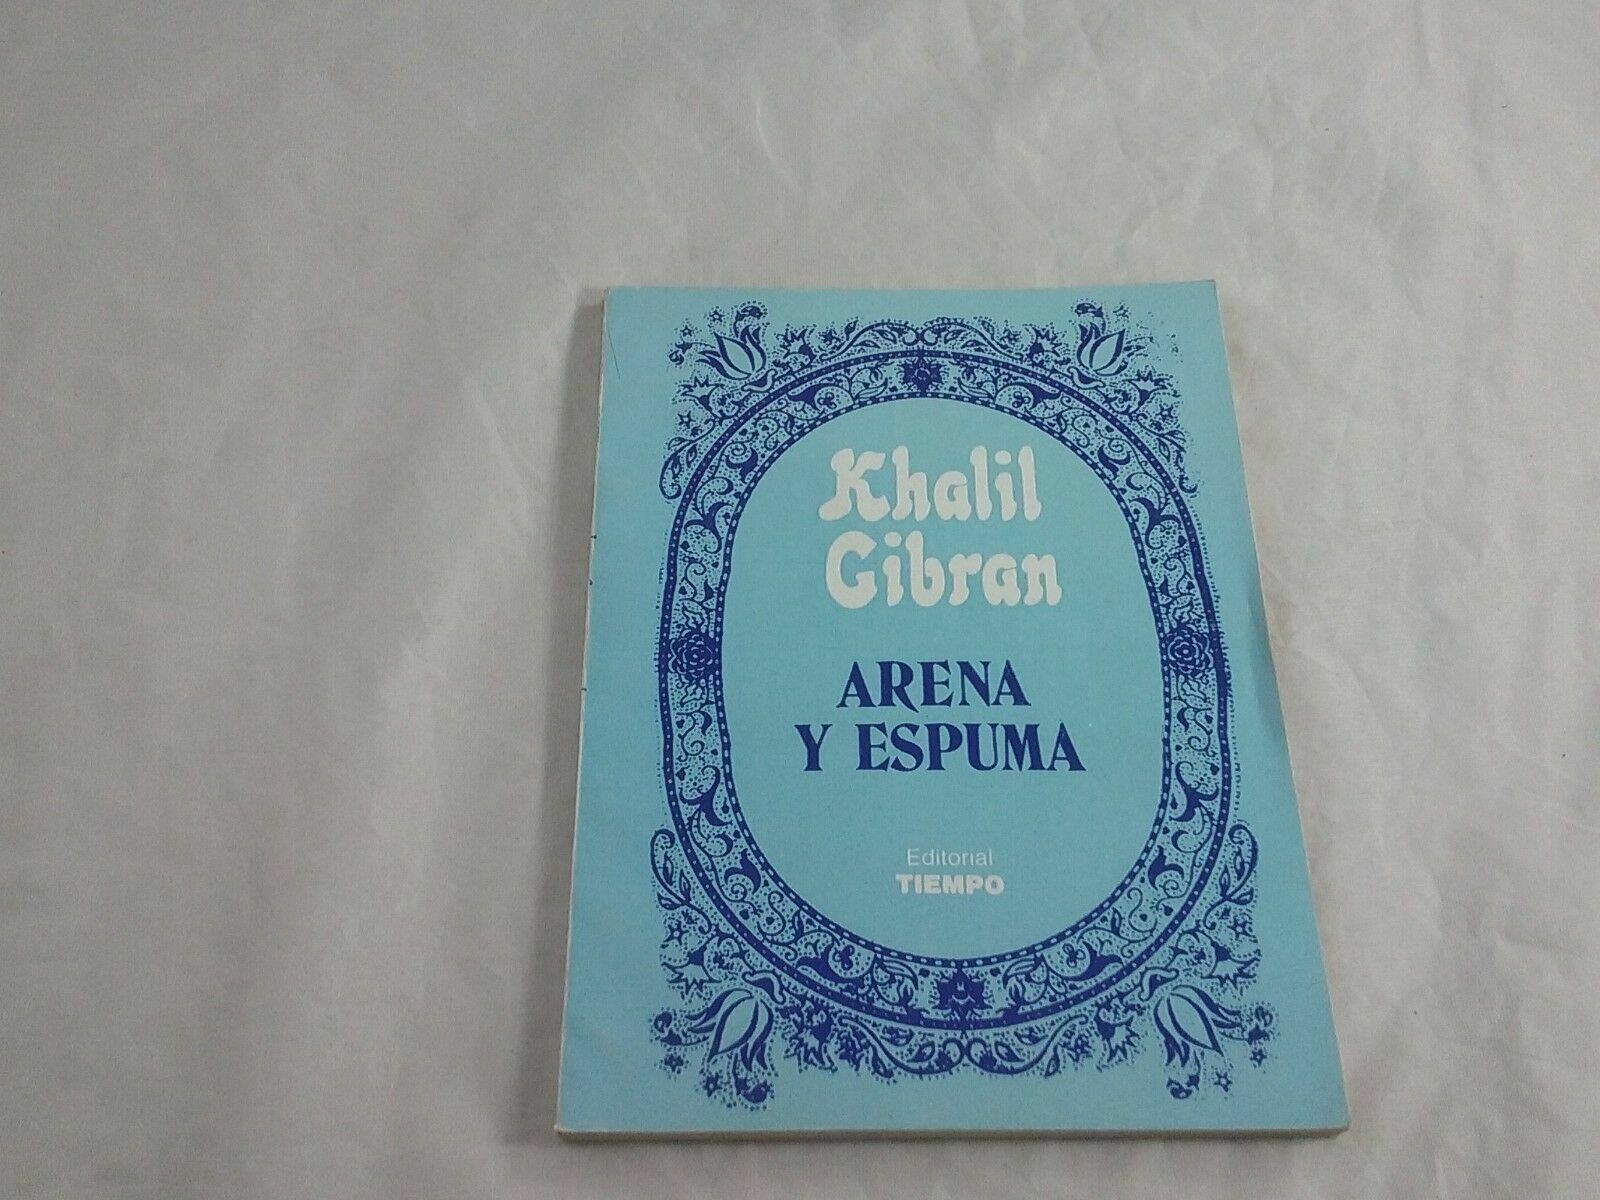 Khalil
Gibran
ARENA
Y ESPUMA
Editorial
TIEMPO